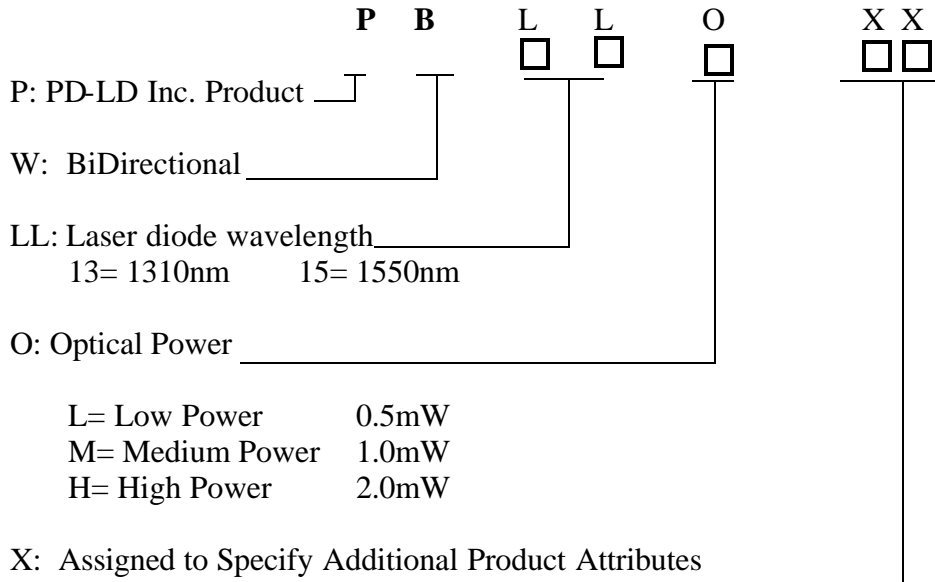 P B L L O X X
P: PD-LD Inc. Product
W: BiDirectional
LL: Laser diode wavelength
13= 1310nm 15= 1550nm
O: Optical Power
L= Low Power 0.5mW
M= Medium Power 1.0mW
H= High Power 2.0mW
X: Assigned to Specify Additional Product Attributes